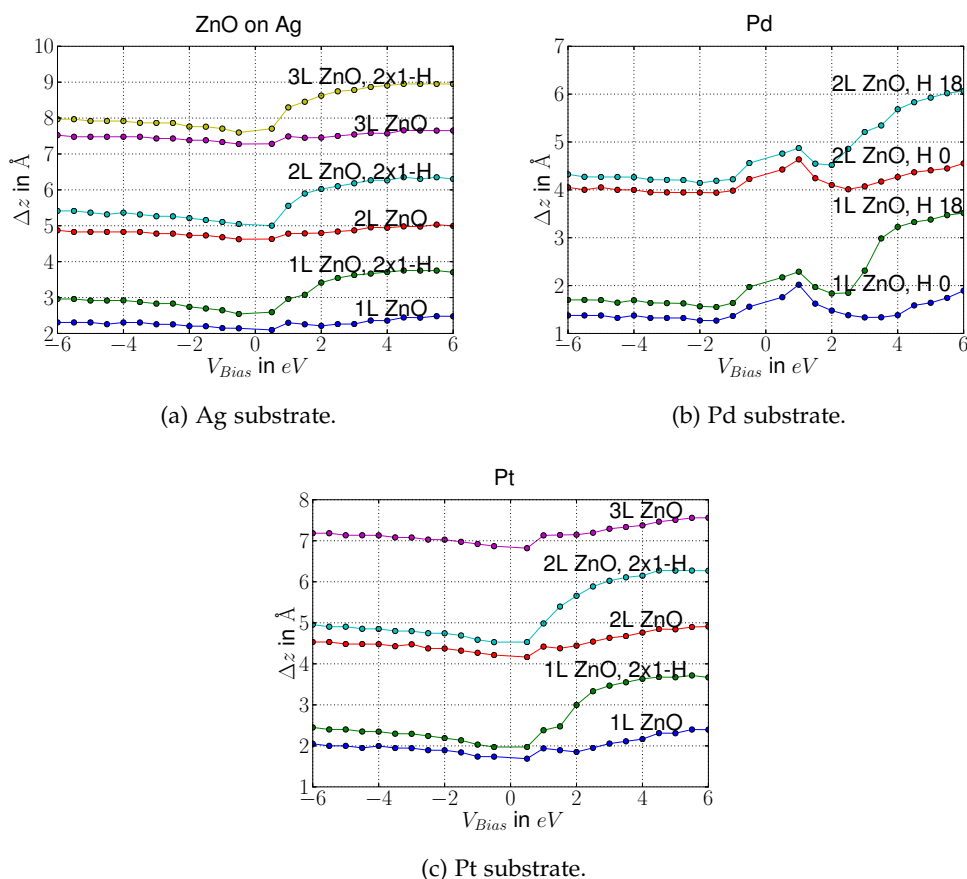 ZnO on Ag
10
9
8
7
6
5
4
3
2
Δz in Å
3L ZnO, 2x1-H
3L ZnO
2L ZnO, 2x1-H
2L ZnO
1L ZnO, 2x1-H
1L ZnO
−6 −4 −2 0 2 4 6
V_Bias in eV
(a) Ag substrate.
Pd
7
6
5
4
3
2
1
Δz in Å
2L ZnO, H 18
2L ZnO, H 0
1L ZnO, H 18
1L ZnO, H 0
−6 −4 −2 0 2 4 6
V_Bias in eV
(b) Pd substrate.
Pt
8
7
6
5
4
3
2
1
Δz in Å
3L ZnO
2L ZnO, 2x1-H
2L ZnO
1L ZnO, 2x1-H
1L ZnO
−6 −4 −2 0 2 4 6
V_Bias in eV
(c) Pt substrate.